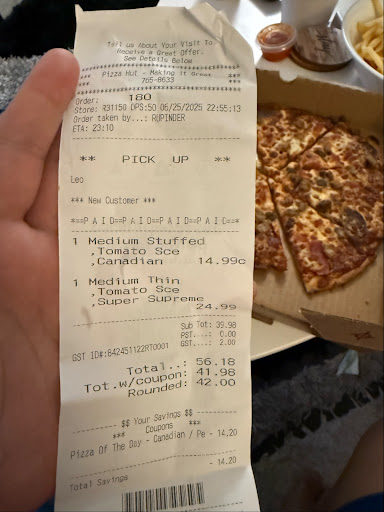 Tell us About Your Visit To
Receive a Great Offer.
See Details Below
***********************************
*** Pizza Hut - Making it Great ***
*** 765-8633 ***
***********************************
Order: 180
Store: R31150 OPS:50 06/25/2025 22:55:13
Order taken by...: RUPINDER
ETA: 23:10
** PICK UP **
Leo
*** New Customer ***
*==P A I D==P A I D==P A I D==P A I D==*
1 Medium Stuffed
,Tomato Sce
,Canadian 14.99c
1 Medium Thin
,Tomato Sce
,Super Supreme
24.99
Sub Tot: 39.98
PST....: 0.00
GST....: 2.00
GST ID#:842451122RT0001
Total..: 56.18
Tot.w/coupon: 41.98
Rounded: 42.00
---------- $$ Your Savings $$ ----------
*** Coupons ***
Pizza Of The Day - Canadian / Pe - 14.20
- 14.20
Total Savings